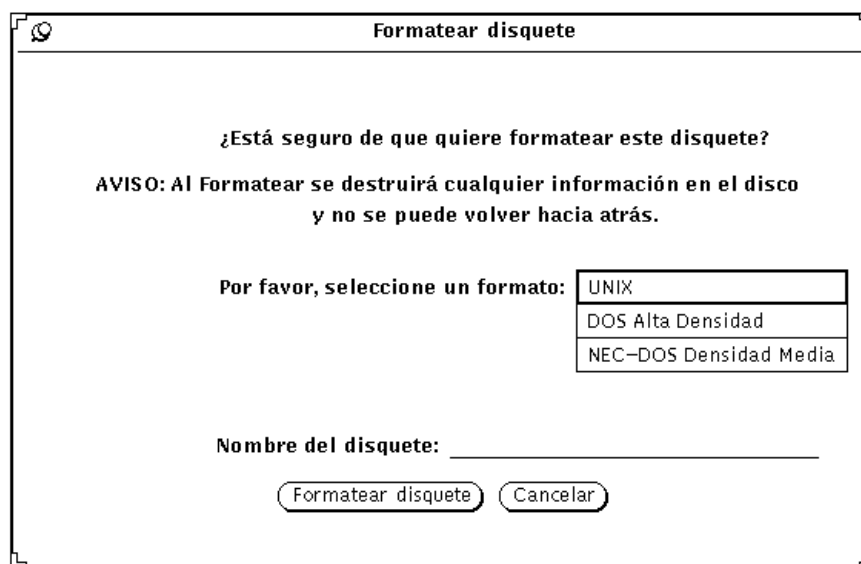 Formatear disquete
¿Está seguro de que quiere formatear este disquete?
AVISO: Al Formatear se destruirá cualquier información en el disco
y no se puede volver hacia atrás.
Por favor, seleccione un formato: UNIX
DOS Alta Densidad
NEC-DOS Densidad Media
Nombre del disquete:
Formatear disquete Cancelar